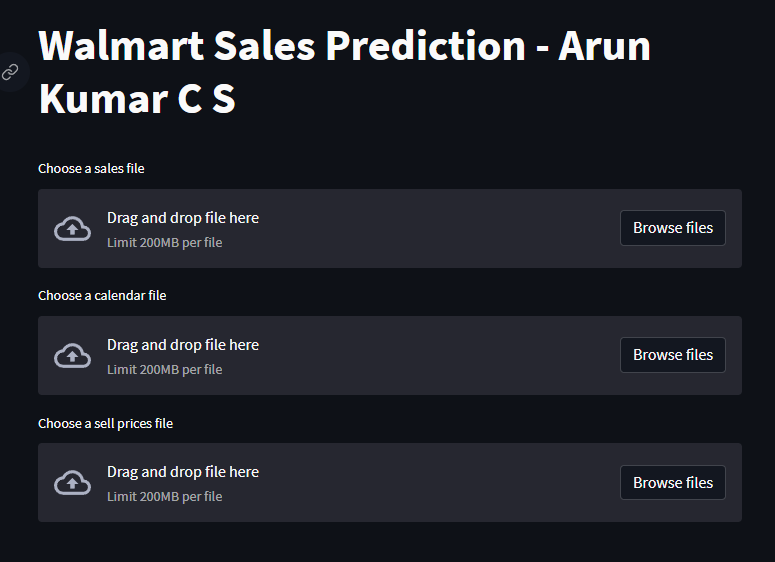 Walmart Sales Prediction - Arun
Kumar C S
Choose a sales file
Drag and drop file here
Limit 200MB per file
Browse files
Choose a calendar file
Drag and drop file here
Limit 200MB per file
Browse files
Choose a sell prices file
Drag and drop file here
Limit 200MB per file
Browse files